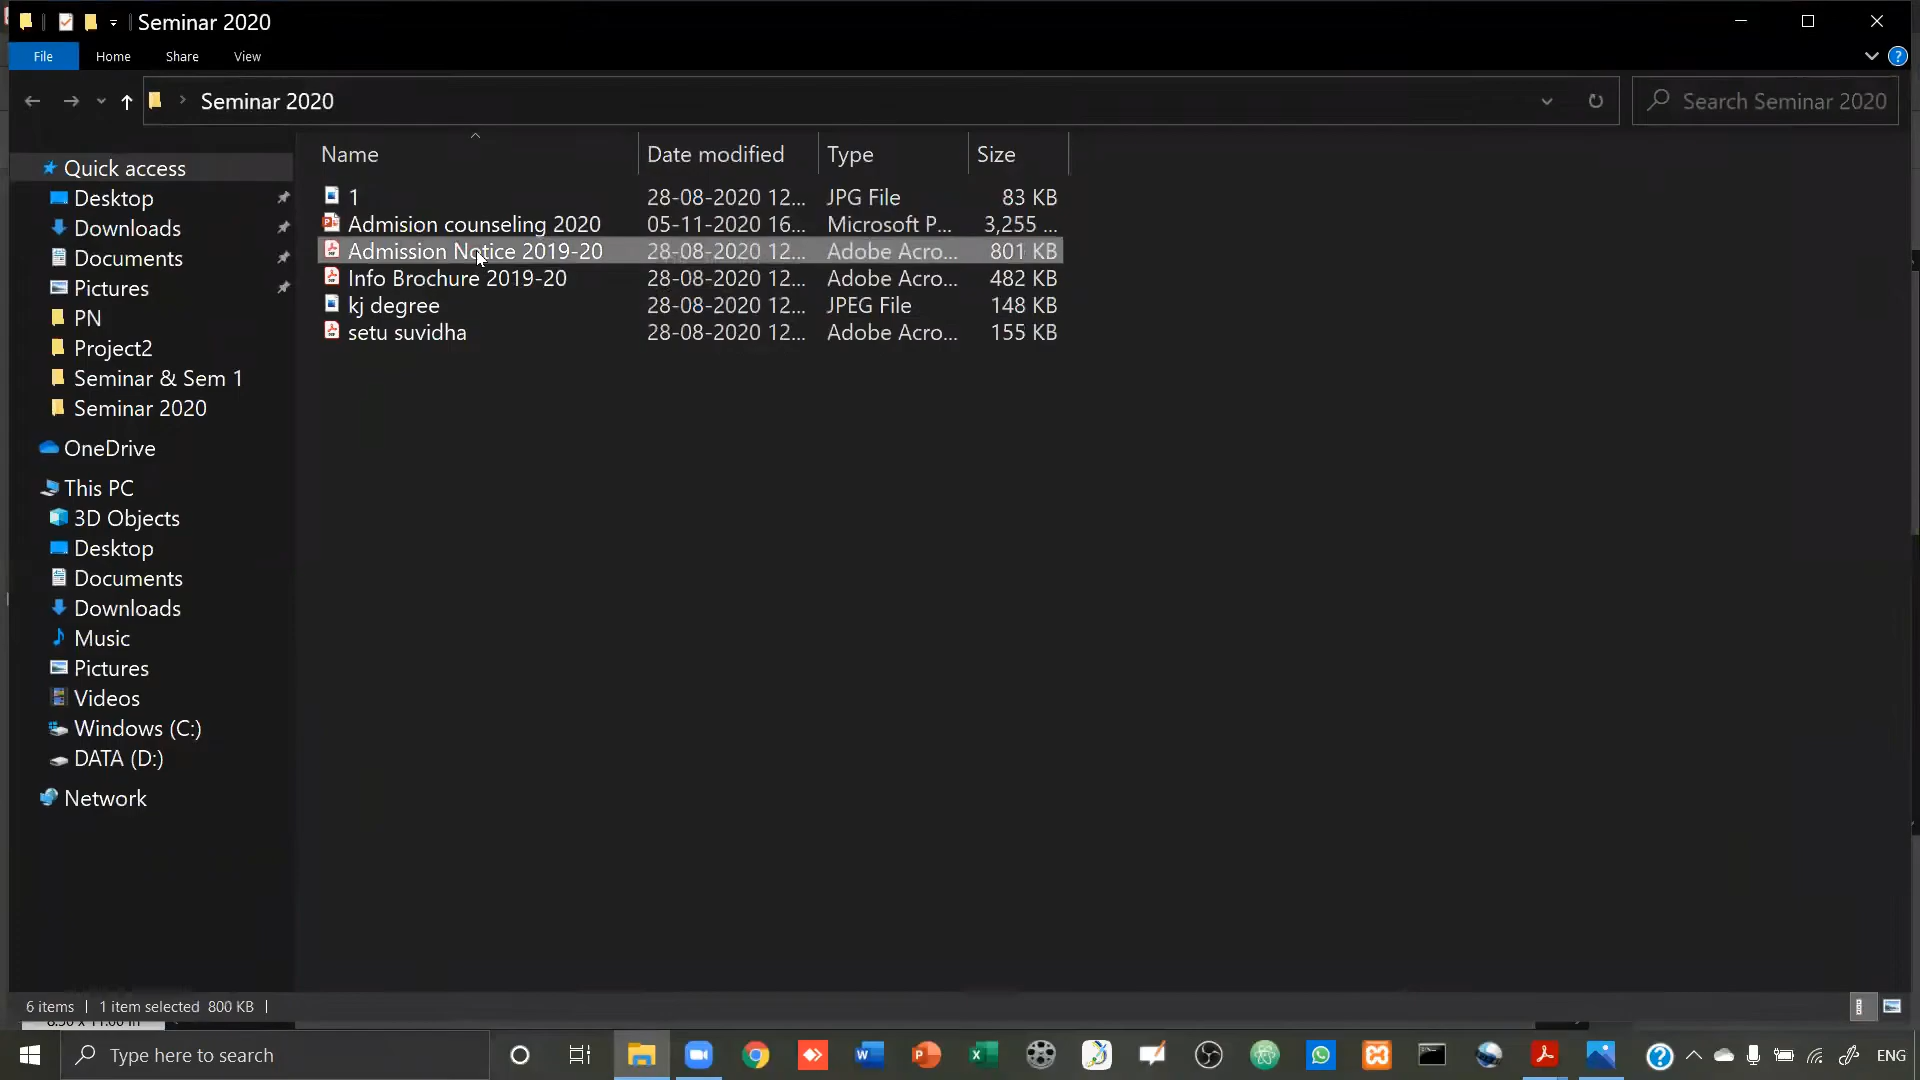 Seminar 2020
File Home Share View
Seminar 2020
Search Seminar 2020
Name Date modified Type Size
1 28-08-2020 12... JPG File 83 KB
Admision counseling 2020 05-11-2020 16... Microsoft P... 3,255 ...
Admission Notice 2019-20 28-08-2020 12... Adobe Acro... 801 KB
Info Brochure 2019-20 28-08-2020 12... Adobe Acro... 482 KB
kj degree 28-08-2020 12... JPEG File 148 KB
setu suvidha 28-08-2020 12... Adobe Acro... 155 KB
Quick access
Desktop
Downloads
Documents
Pictures
PN
Project2
Seminar & Sem 1
Seminar 2020
OneDrive
This PC
3D Objects
Desktop
Documents
Downloads
Music
Pictures
Videos
Windows (C:)
DATA (D:)
Network
6 items 1 item selected 800 KB
Type here to search
ENG